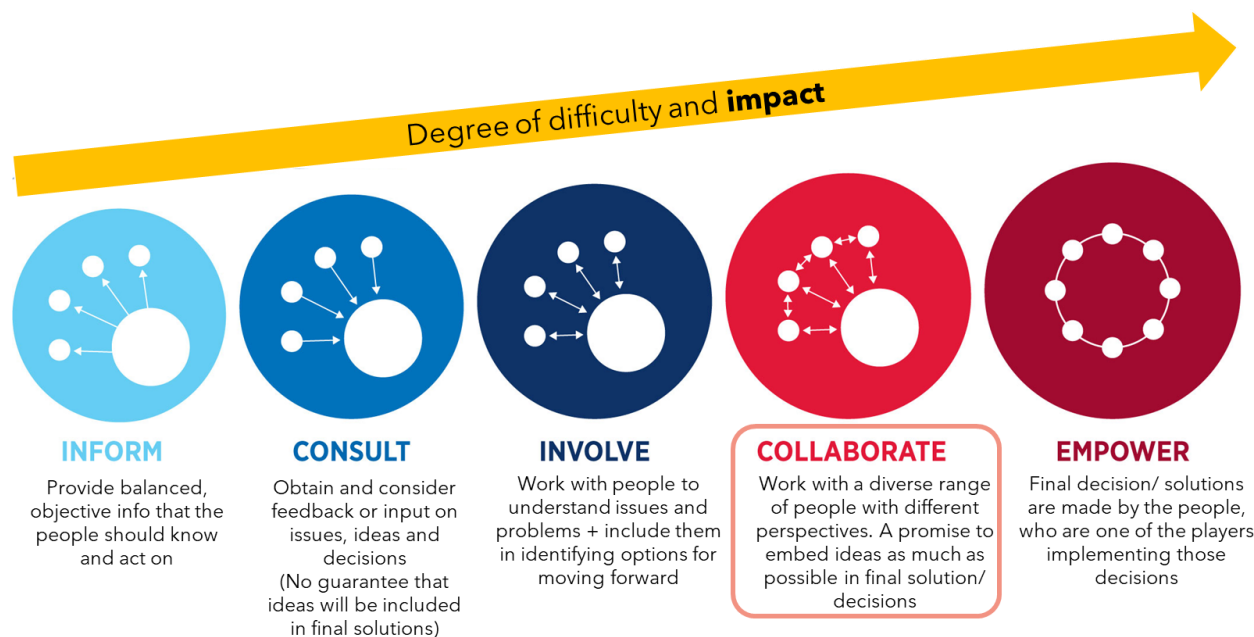 Degree of difficulty and impact
INFORM
Provide balanced,
objective info that the
people should know
and act on
CONSULT
Obtain and consider
feedback or input on
issues, ideas and
decisions
(No guarantee that
ideas will be included
in final solutions)
INVOLVE
Work with people to
understand issues and
problems + include them
in identifying options for
moving forward
COLLABORATE
Work with a diverse range
of people with different
perspectives. A promise to
embed ideas as much as
possible in final solution/
decisions
EMPOWER
Final decision/ solutions
are made by the people,
who are one of the players
implementing those
decisions